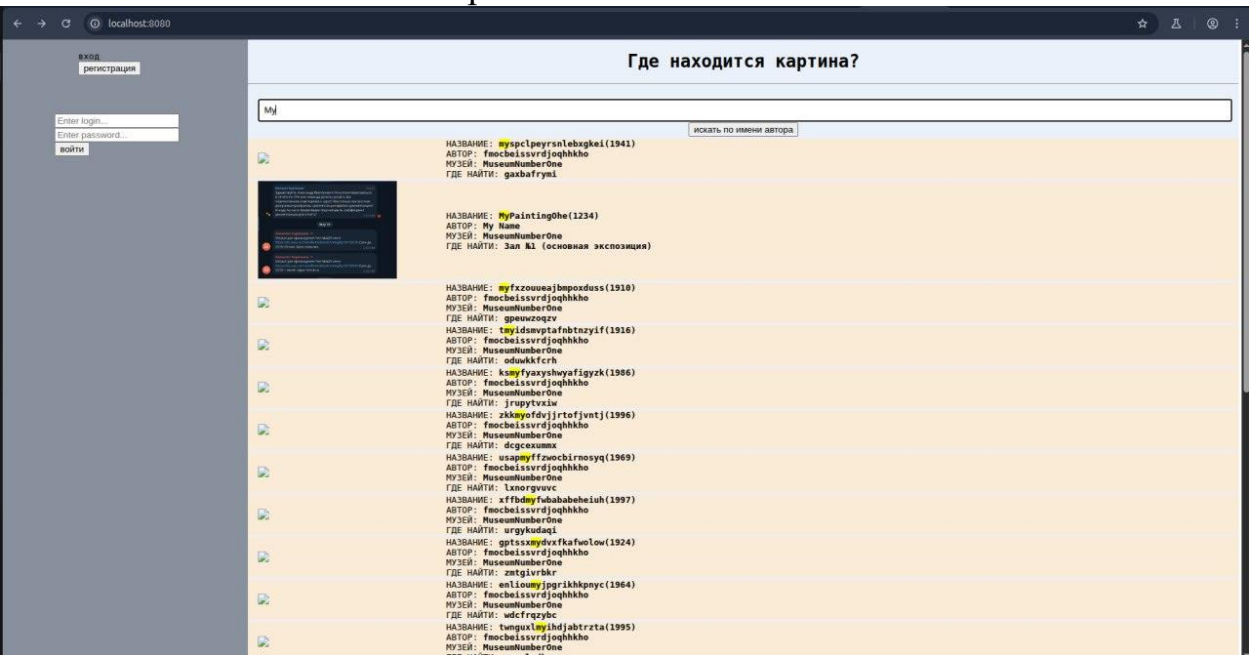 localhost:8080
вход
регистрация
Enter login...
Enter password...
войти
Где находится картина?
My
искать по имени автора
НАЗВАНИЕ: myspclpeyrsnlebxgkei(1941)
АВТОР: fmocbeissvrdjoqhhkho
МУЗЕЙ: MuseumNumberOne
ГДЕ НАЙТИ: gaxbafrymi
НАЗВАНИЕ: MyPaintingOhe(1234)
АВТОР: My Name
МУЗЕЙ: MuseumNumberOne
ГДЕ НАЙТИ: Зал №1 (основная экспозиция)
НАЗВАНИЕ: myfxzouueajbmpoxduss(1910)
АВТОР: fmocbeissvrdjoqhhkho
МУЗЕЙ: MuseumNumberOne
ГДЕ НАЙТИ: gpeuwzoqzv
НАЗВАНИЕ: tmyidsmvptafnbtnzyif(1916)
АВТОР: fmocbeissvrdjoqhhkho
МУЗЕЙ: MuseumNumberOne
ГДЕ НАЙТИ: oduwkkfcrh
НАЗВАНИЕ: ksmyfyaxyshwyafigyzk(1986)
АВТОР: fmocbeissvrdjoqhhkho
МУЗЕЙ: MuseumNumberOne
ГДЕ НАЙТИ: jrupytvxiw
НАЗВАНИЕ: zkkmyofdvjjrtofjvntj(1996)
АВТОР: fmocbeissvrdjoqhhkho
МУЗЕЙ: MuseumNumberOne
ГДЕ НАЙТИ: dcgcexummx
НАЗВАНИЕ: usapmyffzwocbirnosyq(1969)
АВТОР: fmocbeissvrdjoqhhkho
МУЗЕЙ: MuseumNumberOne
ГДЕ НАЙТИ: lxnorgvuvc
НАЗВАНИЕ: xffbdmyfwbababeheiuh(1997)
АВТОР: fmocbeissvrdjoqhhkho
МУЗЕЙ: MuseumNumberOne
ГДЕ НАЙТИ: urgykudaqi
НАЗВАНИЕ: gptssxmydvxfkafwolow(1924)
АВТОР: fmocbeissvrdjoqhhkho
МУЗЕЙ: MuseumNumberOne
ГДЕ НАЙТИ: zmtgivrbkr
НАЗВАНИЕ: enlioumyjpgrikhkpnyc(1964)
АВТОР: fmocbeissvrdjoqhhkho
МУЗЕЙ: MuseumNumberOne
ГДЕ НАЙТИ: wdcfrqzybc
НАЗВАНИЕ: twnguxlmyihdjabtrzta(1995)
АВТОР: fmocbeissvrdjoqhhkho
МУЗЕЙ: MuseumNumberOne